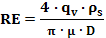 RE = 4 · qv · ρs / π · μ · D